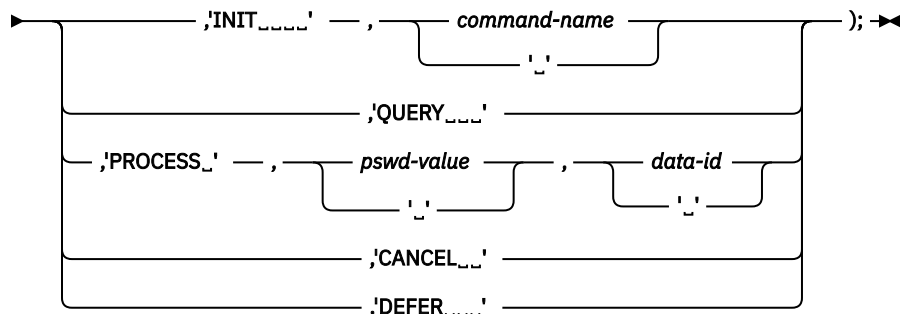 ,'INIT␣␣␣␣' , command-name );
'␣'
,'QUERY␣␣␣'
,'PROCESS␣' , pswd-value , data-id
'␣' '␣'
,'CANCEL␣␣'
,'DEFER␣␣␣'